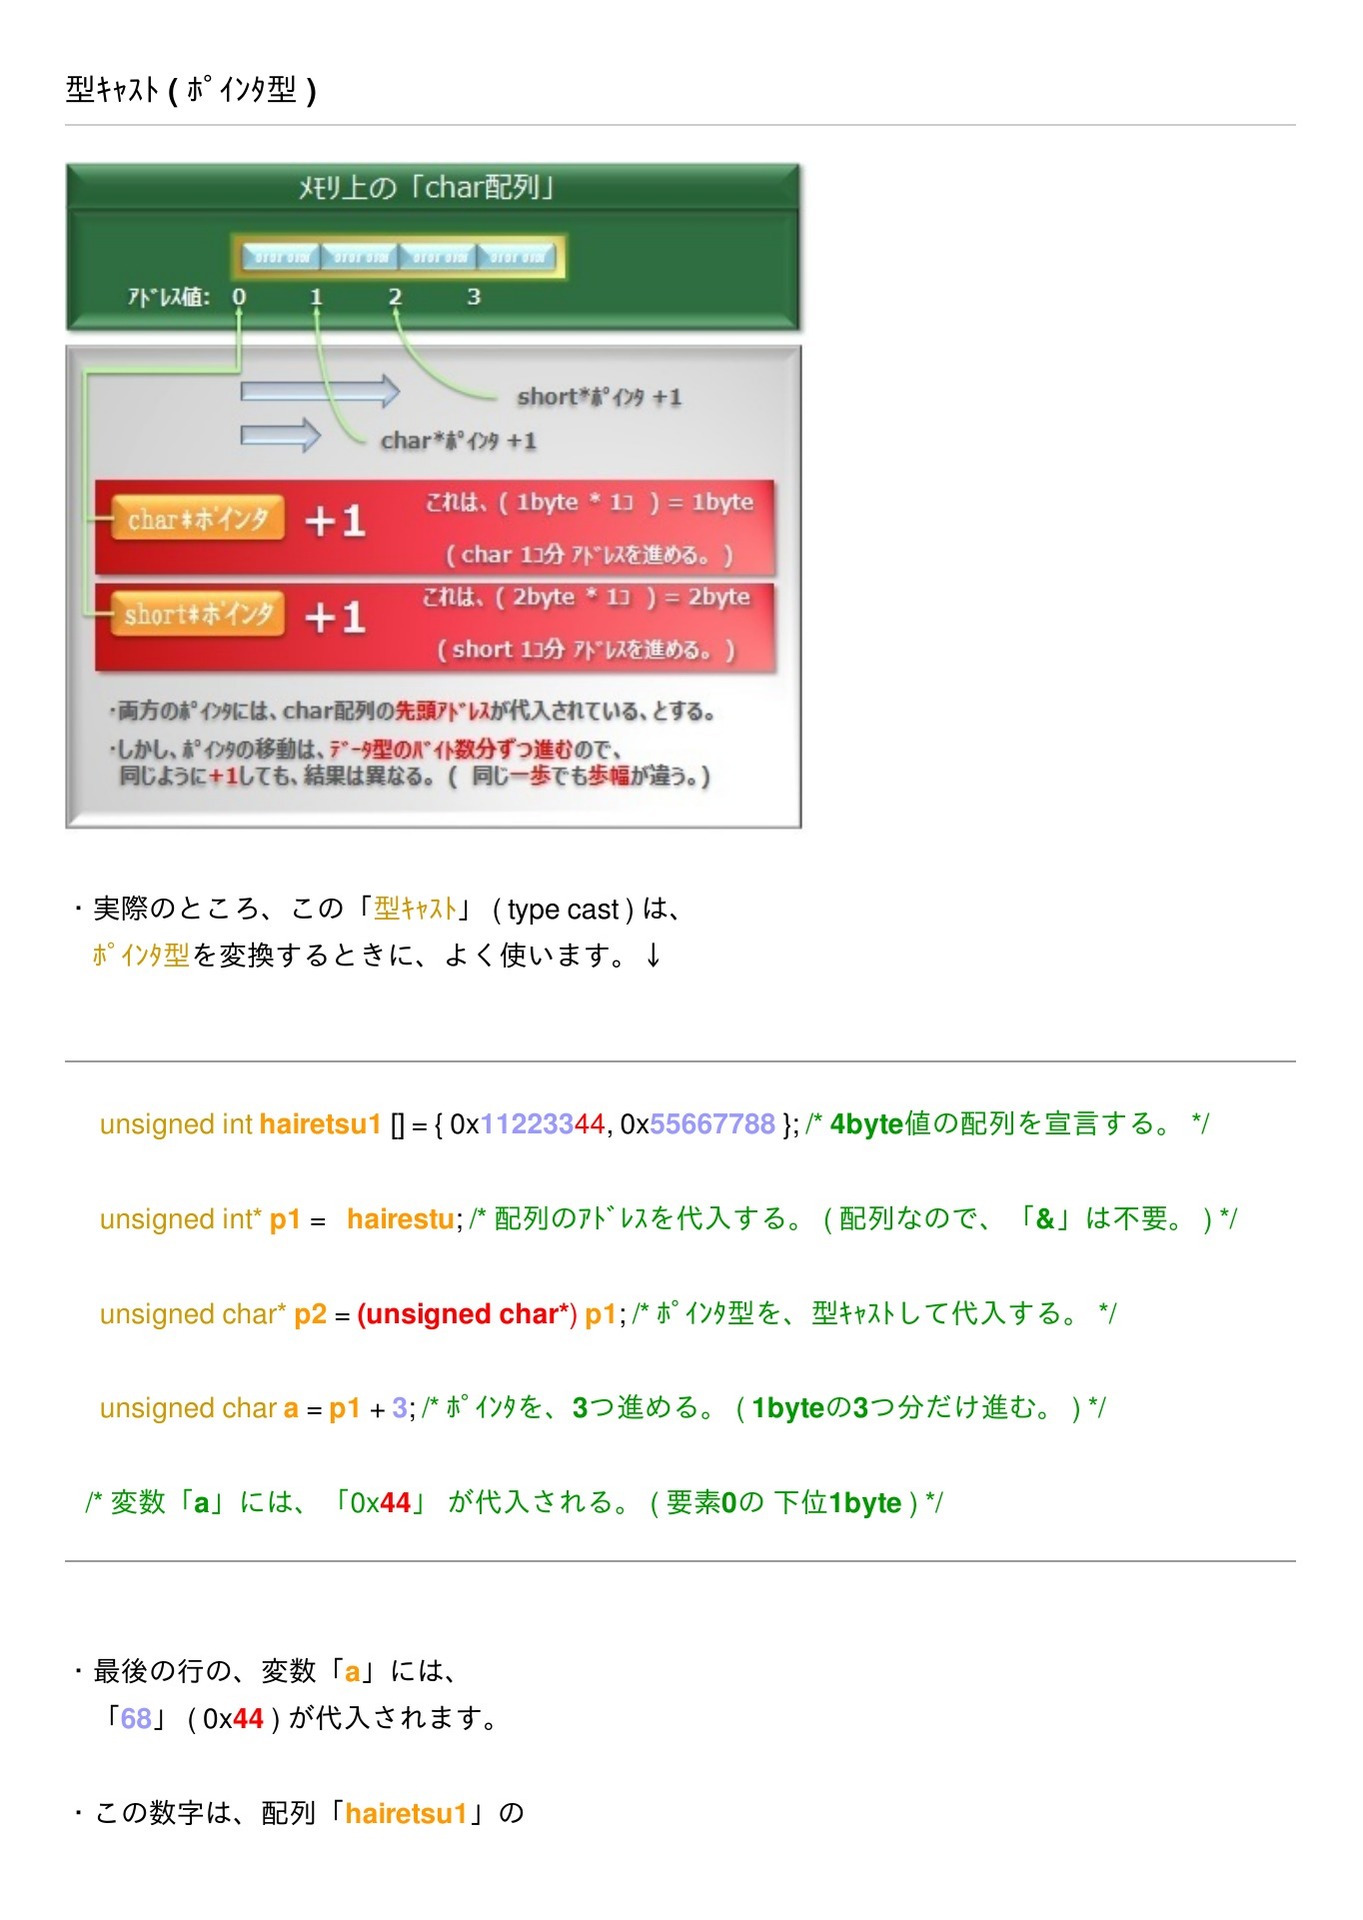 型ｷｬｽﾄ ( ﾎﾟｲﾝﾀ型 )
ﾒﾓﾘ上の「char配列」
0101 0101 0101 0101 0101 0101 0101 0101
ｱﾄﾞﾚｽ値: 0 1 2 3
short*ﾎﾟｲﾝﾀ +1
char*ﾎﾟｲﾝﾀ +1
char*ポインタ +1 これは、( 1byte * 1ｺ ) = 1byte
( char 1ｺ分 ｱﾄﾞﾚｽを進める。 )
short*ポインタ +1 これは、( 2byte * 1ｺ ) = 2byte
( short 1ｺ分 ｱﾄﾞﾚｽを進める。 )
・両方のﾎﾟｲﾝﾀには、char配列の先頭ｱﾄﾞﾚｽが代入されている、とする。
・しかし、ﾎﾟｲﾝﾀの移動は、ﾃﾞｰﾀ型のﾊﾞｲﾄ数分ずつ進むので、
同じように+1しても、結果は異なる。 ( 同じ一歩でも歩幅が違う。)
・実際のところ、この「型ｷｬｽﾄ」 ( type cast ) は、
ﾎﾟｲﾝﾀ型を変換するときに、よく使います。↓
unsigned int hairetsu1 [] = { 0x11223344, 0x55667788 }; /* 4byte値の配列を宣言する。 */
unsigned int* p1 = hairestu; /* 配列のｱﾄﾞﾚｽを代入する。 ( 配列なので、「&」は不要。 ) */
unsigned char* p2 = (unsigned char*) p1; /* ﾎﾟｲﾝﾀ型を、型ｷｬｽﾄして代入する。 */
unsigned char a = p1 + 3; /* ﾎﾟｲﾝﾀを、3つ進める。 ( 1byteの3つ分だけ進む。 ) */
/* 変数「a」には、「0x44」 が代入される。 ( 要素0の 下位1byte ) */
・最後の行の、変数「a」には、
「68」 ( 0x44 ) が代入されます。
・この数字は、配列「hairetsu1」の